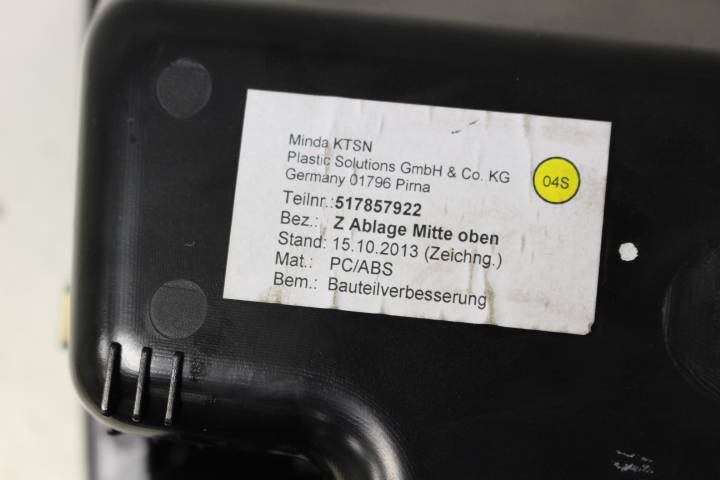 Minda KTSN
Plastic Solutions GmbH & Co. KG
Germany 01796 Pirna
04S
Teilnr.:517857922
Bez.: Z Ablage Mitte oben
Stand: 15.10.2013 (Zeichng.)
Mat.: PC/ABS
Bem.: Bauteilverbesserung